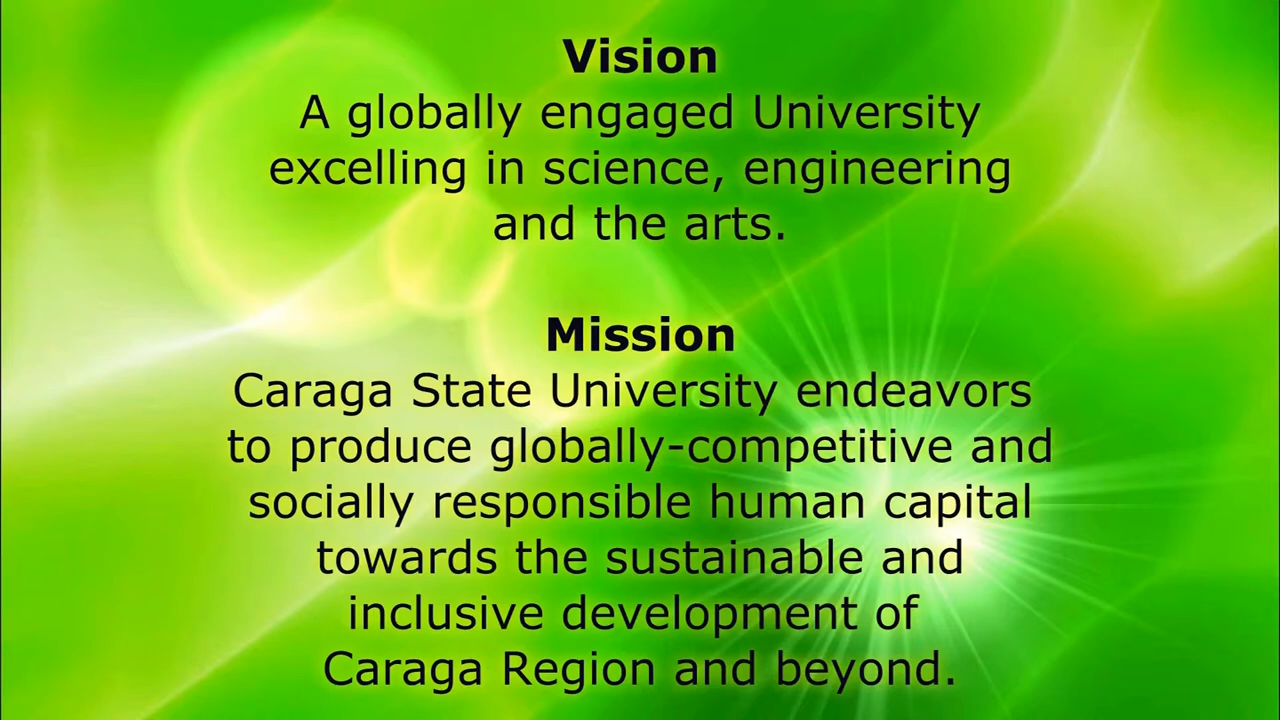 Vision
A globally engaged University
excelling in science, engineering
and the arts.
Mission
Caraga State University endeavors
to produce globally-competitive and
socially responsible human capital
towards the sustainable and
inclusive development of
Caraga Region and beyond.